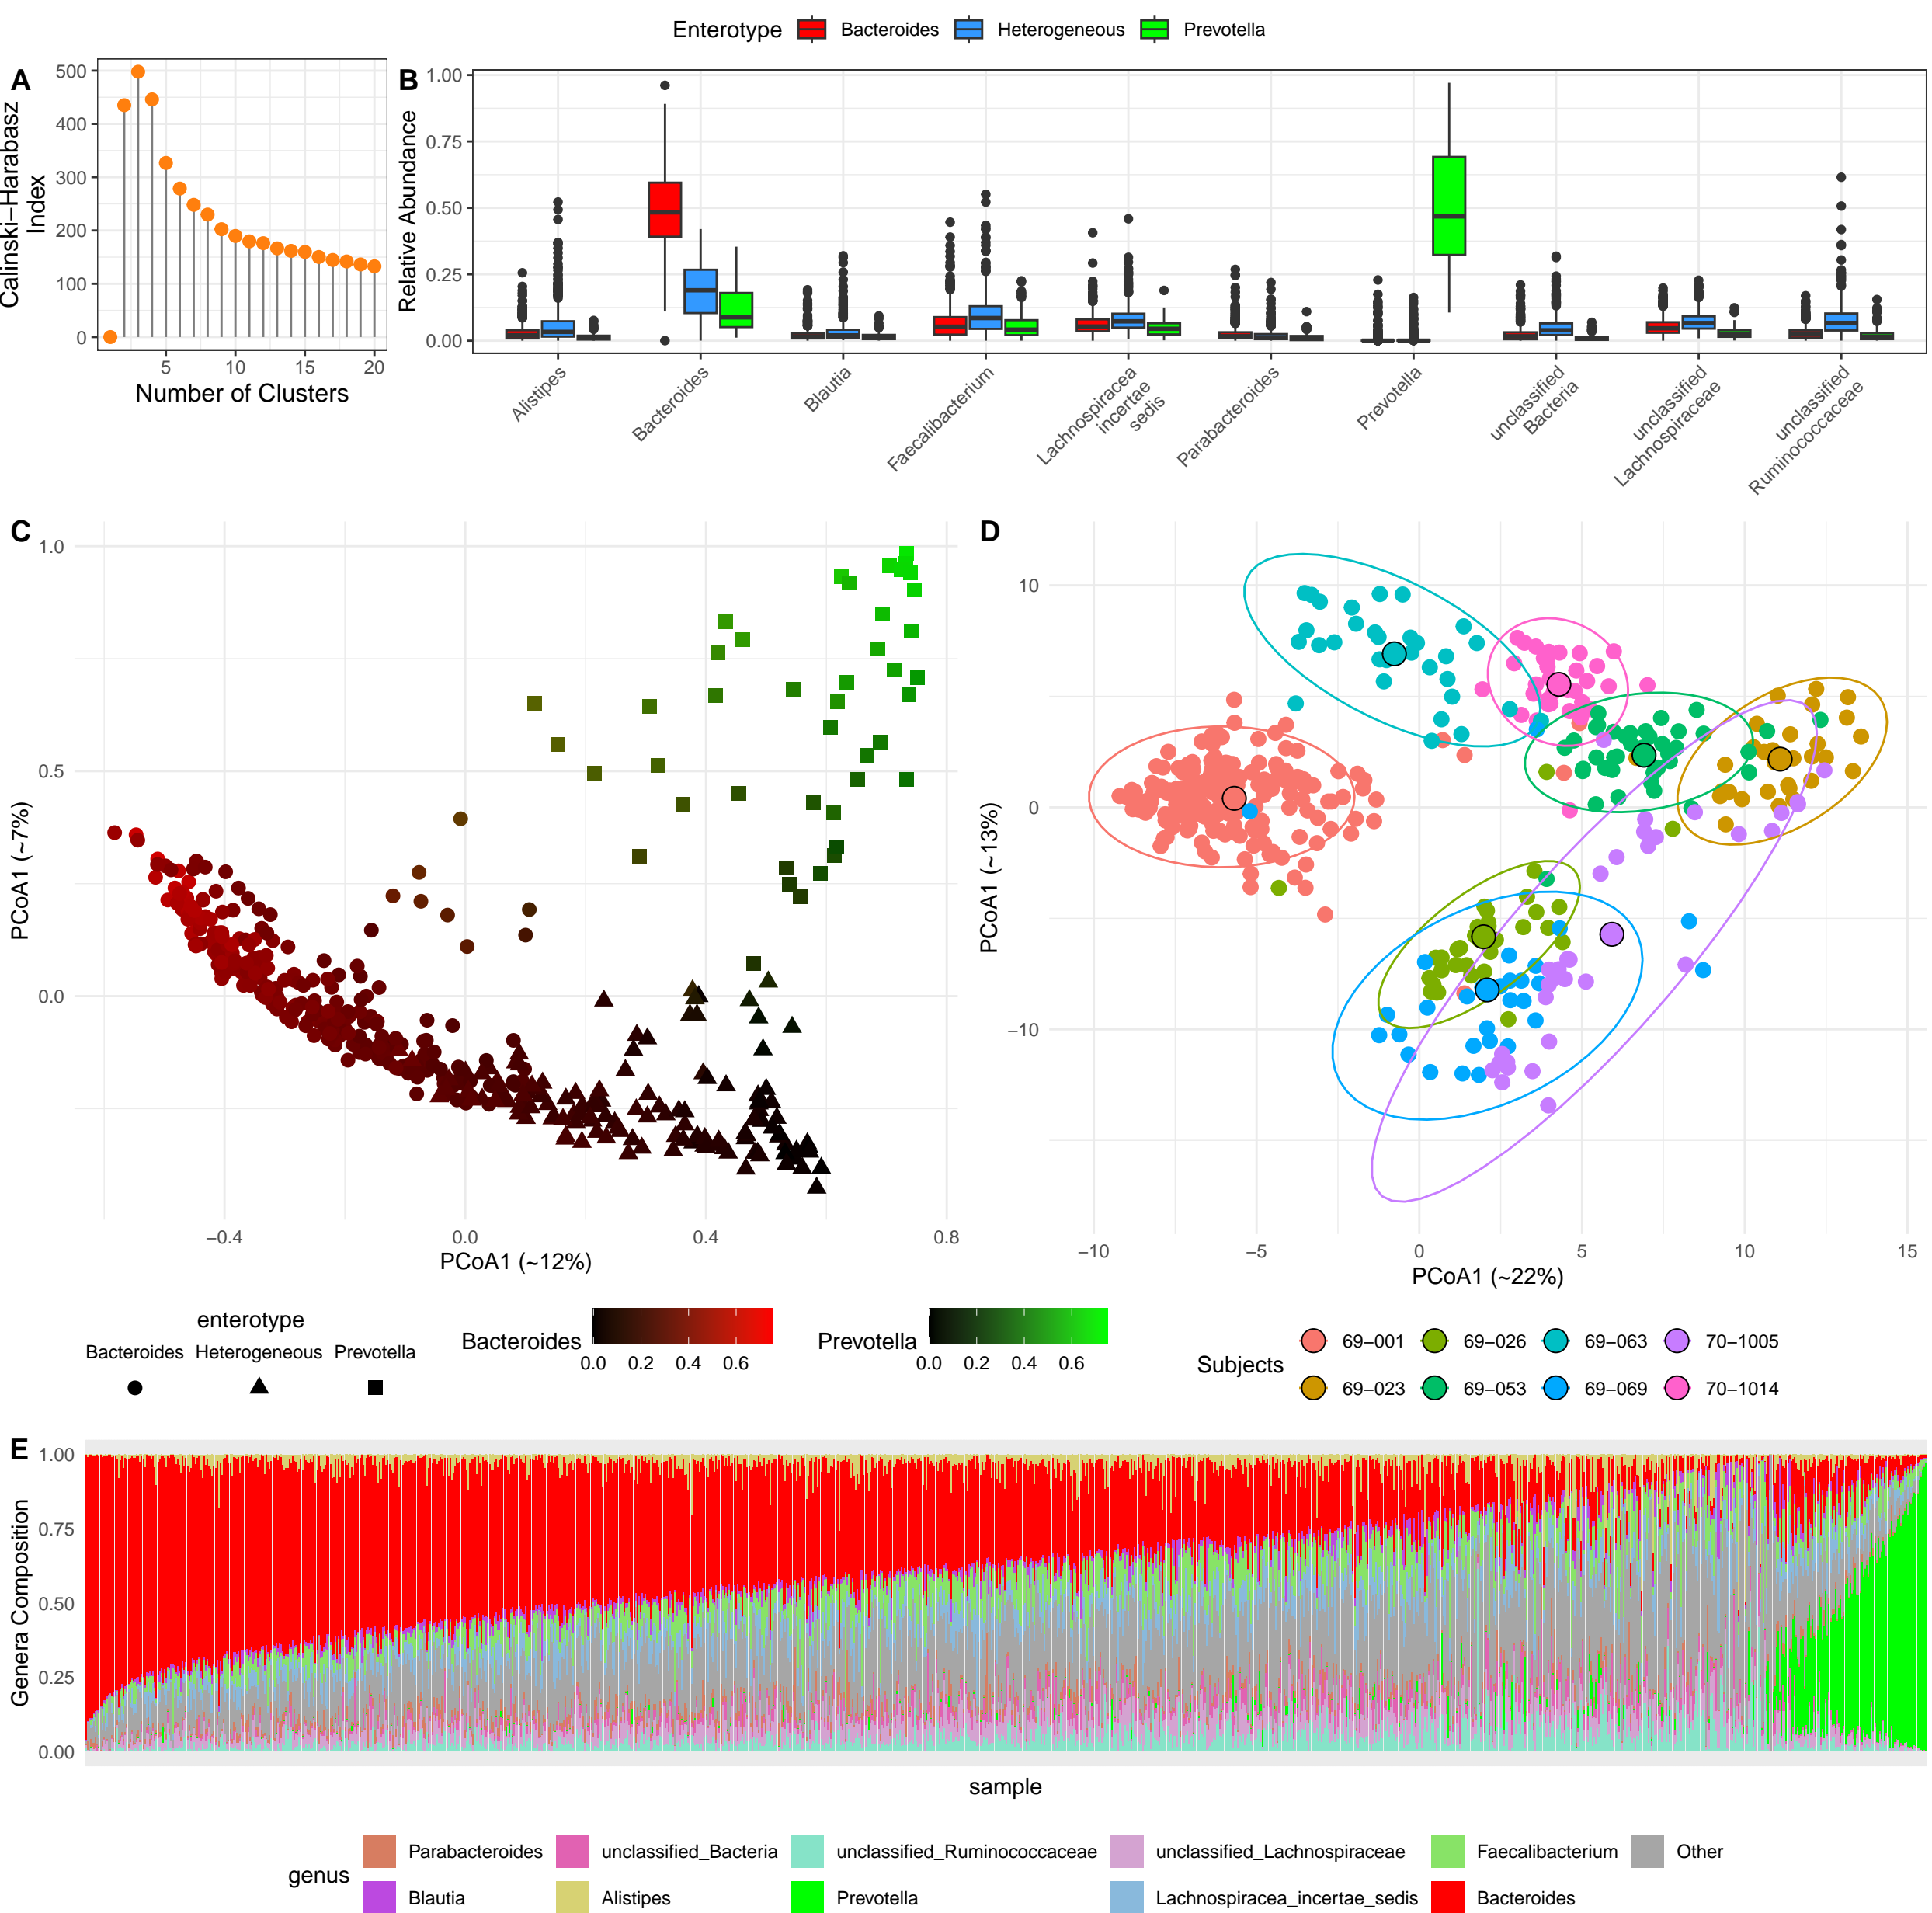 Enterotype Bacteroides Heterogeneous Prevotella
A
Calinski−Harabasz
Index
500
400
300
200
100
0
5 10 15 20
Number of Clusters
B
Relative Abundance
1.00
0.75
0.50
0.25
0.00
Alistipes
Bacteroides
Blautia
Faecalibacterium
Lachnospiracea
incertae
sedis
Parabacteroides
Prevotella
unclassified
Bacteria
unclassified
Lachnospiraceae
unclassified
Ruminococcaceae
C
PCoA1 (~7%)
1.0
0.5
0.0
−0.4 0.0 0.4 0.8
PCoA1 (~12%)
D
PCoA1 (~13%)
10
0
−10
−10 −5 0 5 10 15
PCoA1 (~22%)
enterotype
Bacteroides Heterogeneous Prevotella
Bacteroides
0.0 0.2 0.4 0.6
Prevotella
0.0 0.2 0.4 0.6
Subjects
69−001 69−026 69−063 70−1005
69−023 69−053 69−069 70−1014
E
Genera Composition
1.00
0.75
0.50
0.25
0.00
sample
genus
Parabacteroides unclassified_Bacteria unclassified_Ruminococcaceae unclassified_Lachnospiraceae Faecalibacterium Other
Blautia Alistipes Prevotella Lachnospiracea_incertae_sedis Bacteroides